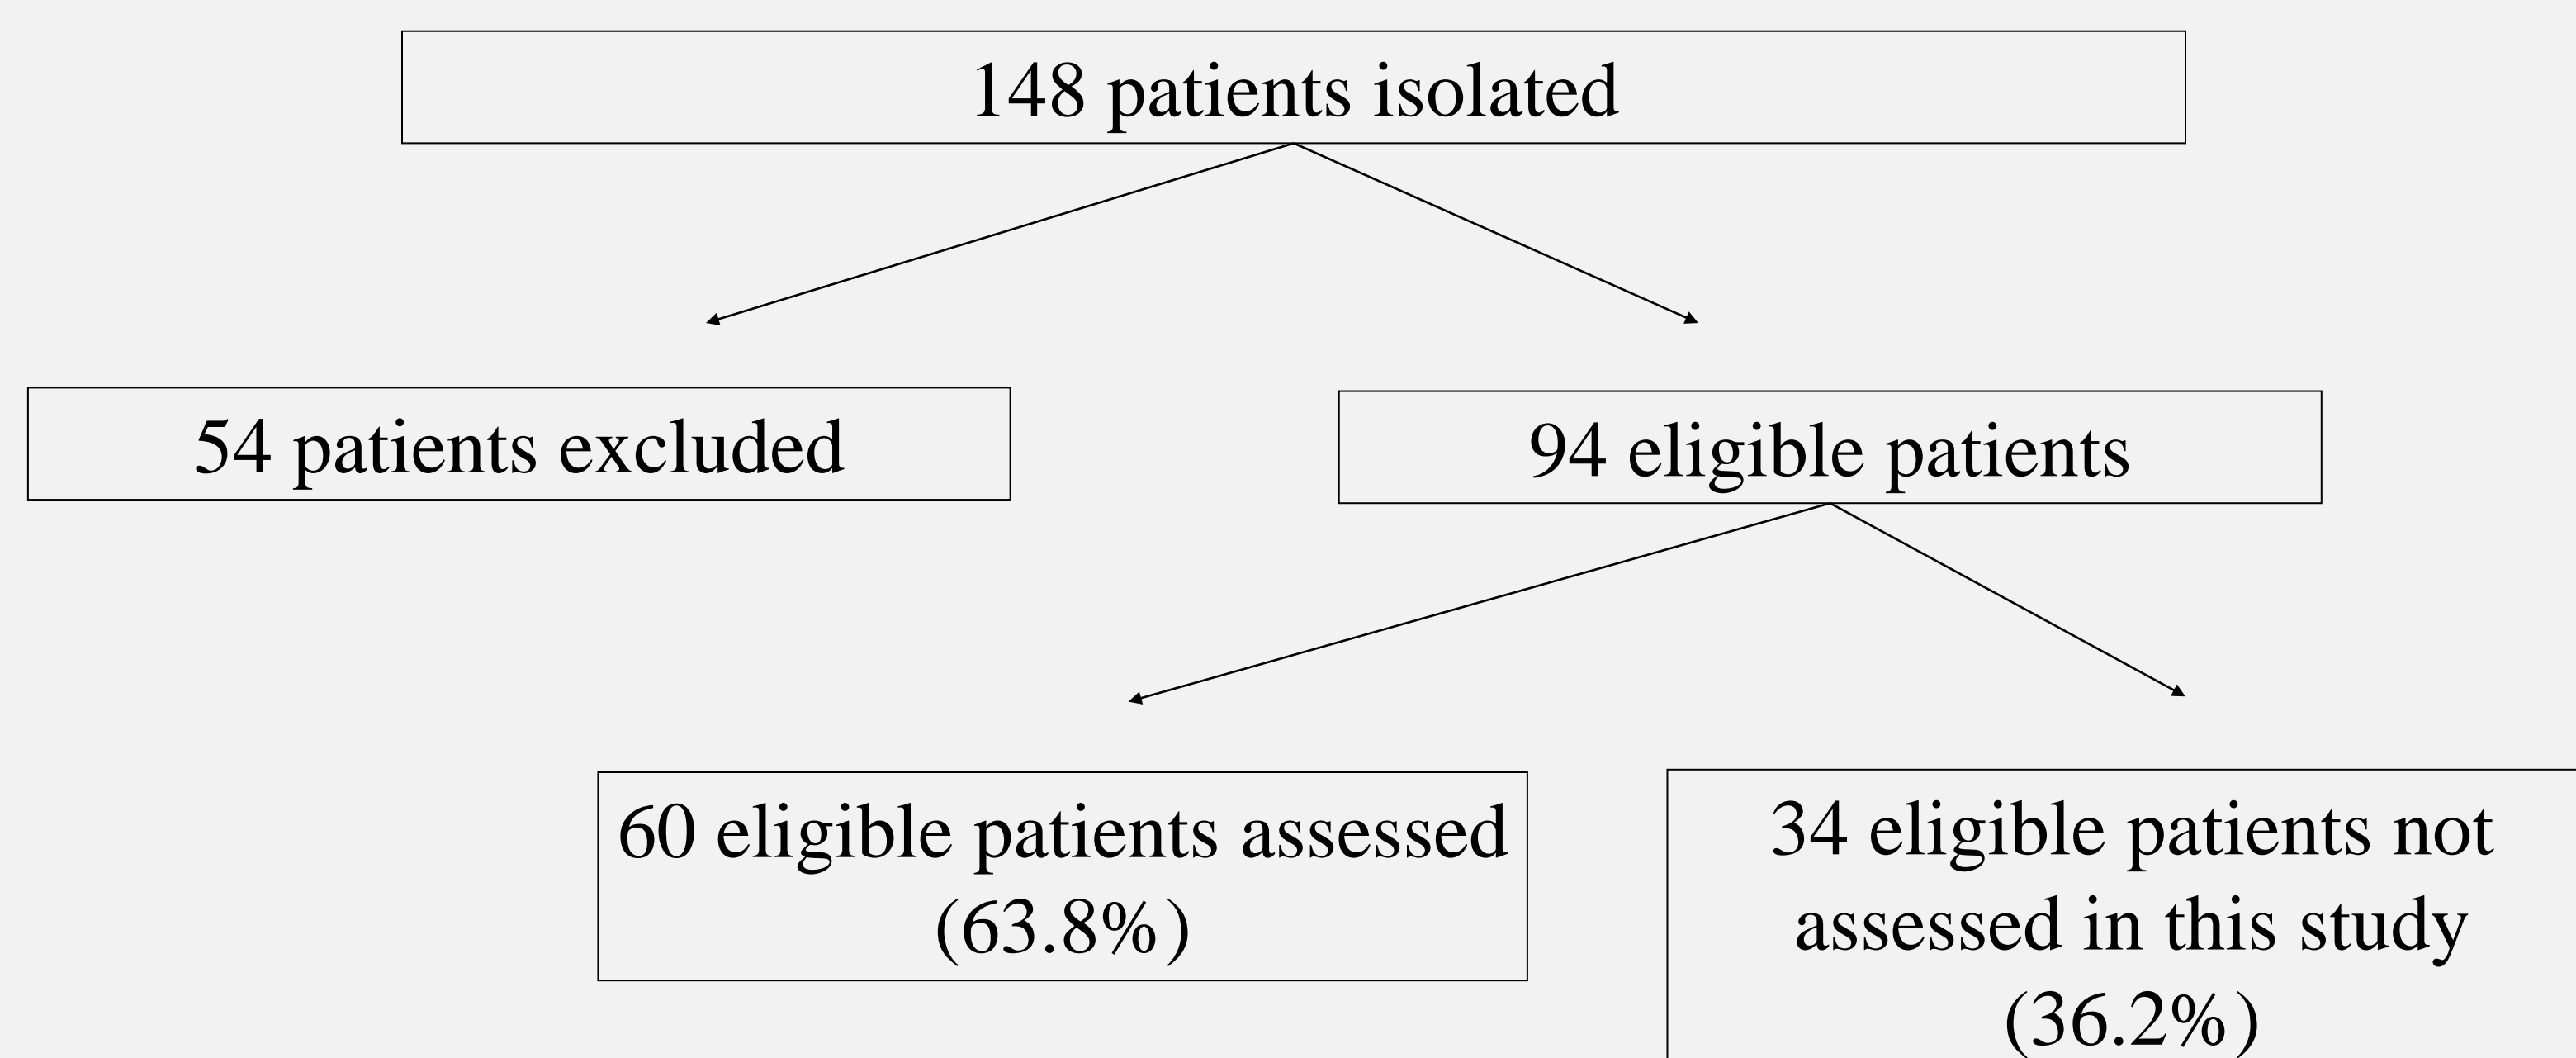 148 patients isolated
54 patients excluded
94 eligible patients
60 eligible patients assessed
(63.8%)
34 eligible patients not
assessed in this study
(36.2%)